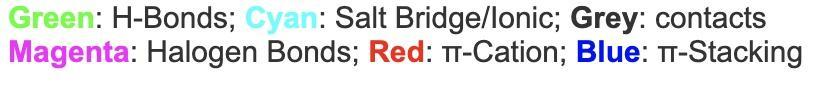 Green: H-Bonds; Cyan: Salt Bridge/Ionic; Grey: contacts
Magenta: Halogen Bonds; Red: π-Cation; Blue: π-Stacking